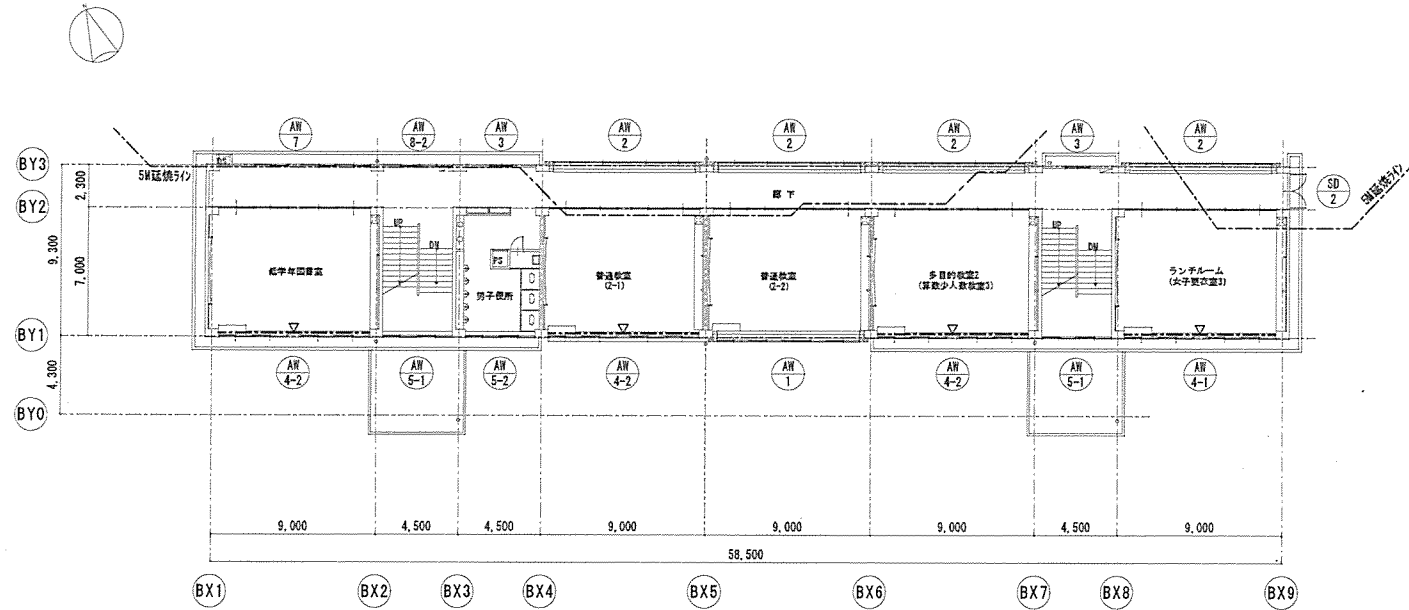 N
AW 7
AW 8-2
AW 3
AW 2
AW 2
AW 2
AW 3
AW 2
BY3
5M延焼ライン
DS
SD 2
5M延焼ライン
2,300
廊下
BY2
9,300
7,000
UP
DN
PS
低学年図書室
男子便所
普通教室
(2-1)
普通教室
(2-2)
多目的教室2
(算数少人数教室3)
UP
DN
ランチルーム
(女子更衣室3)
BY1
4,300
AW 4-2
AW 5-1
AW 5-2
AW 4-2
AW 1
AW 4-2
AW 5-1
AW 4-1
BY0
9,000
4,500
4,500
9,000
9,000
9,000
4,500
9,000
58,500
BX1
BX2
BX3
BX4
BX5
BX6
BX7
BX8
BX9